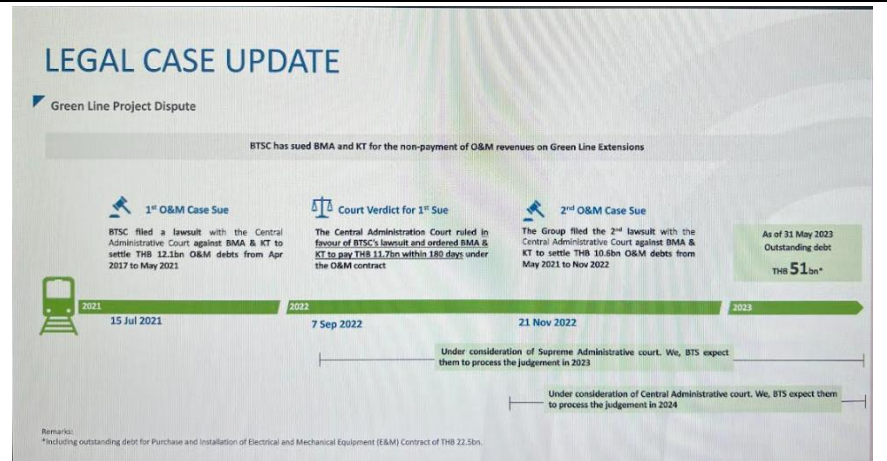 LEGAL CASE UPDATE
Green Line Project Dispute
BTSC has sued BMA and KT for the non-payment of O&M revenues on Green Line Extensions
1st O&M Case Sue
BTSC filed a lawsuit with the Central
Administrative Court against BMA & KT to
settle THB 12.1bn O&M debts from Apr
2017 to May 2021
Court Verdict for 1st Sue
The Central Administration Court ruled in
favour of BTSC's lawsuit and ordered BMA &
KT to pay THB 11.7bn within 180 days under
the O&M contract
2nd O&M Case Sue
The Group filed the 2nd lawsuit with the
Central Administrative Court against BMA &
KT to settle THB 10.6bn O&M debts from
May 2021 to Nov 2022
As of 31 May 2023
Outstanding debt
THB 51bn*
2021
2022
2023
15 Jul 2021
7 Sep 2022
21 Nov 2022
Under consideration of Supreme Administrative court. We, BTS expect
them to process the judgement in 2023
Under consideration of Central Administrative court. We, BTS expect them
to process the judgement in 2024
Remarks:
*Including outstanding debt for Purchase and Installation of Electrical and Mechanical Equipment (E&M) Contract of THB 22.5bn.